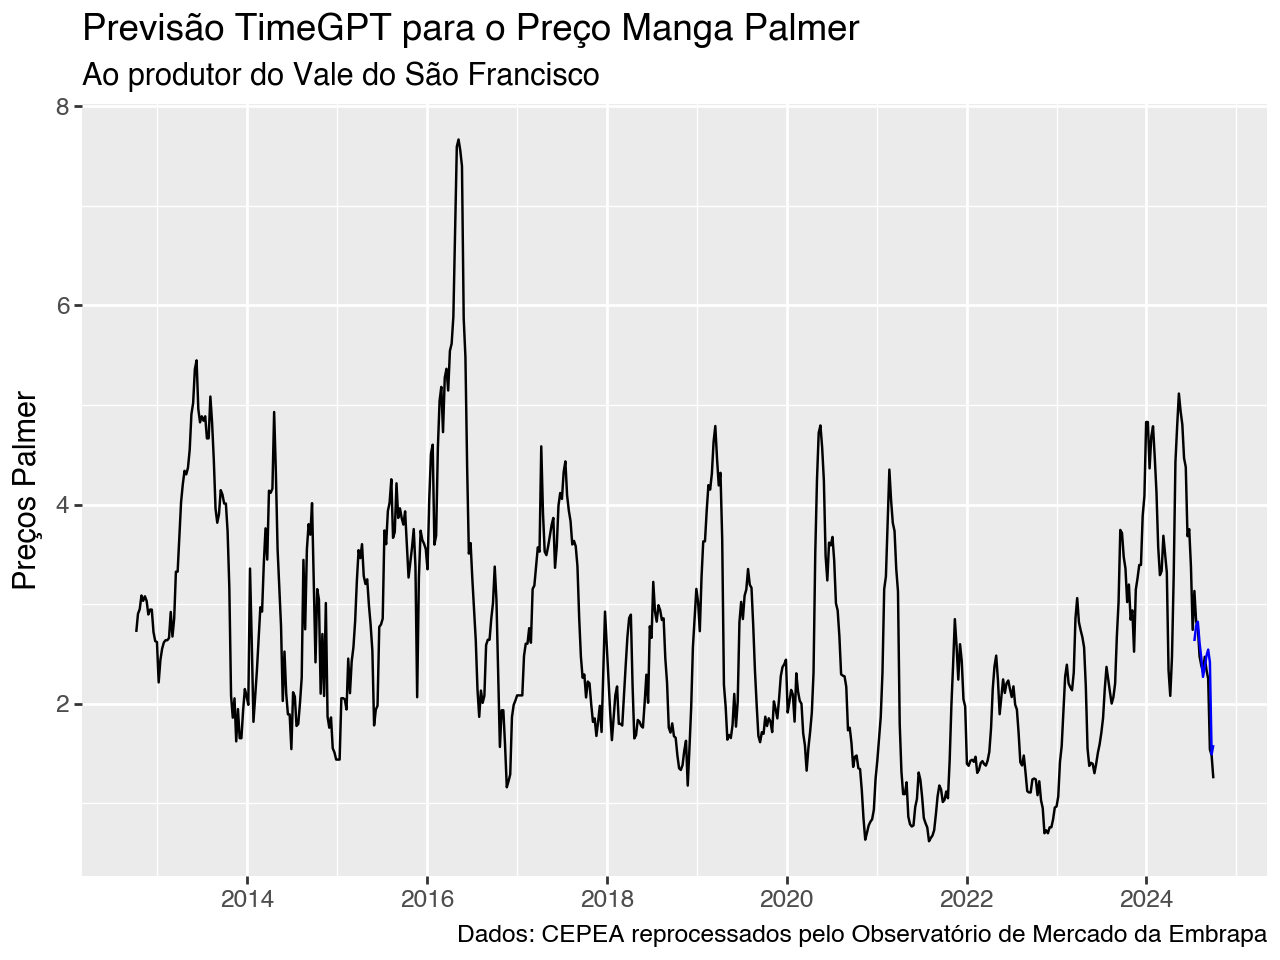 Previsão TimeGPT para o Preço Manga Palmer
Ao produtor do Vale do São Francisco
Preços Palmer
8
6
4
2
2014 2016 2018 2020 2022 2024
Dados: CEPEA reprocessados pelo Observatório de Mercado da Embrapa